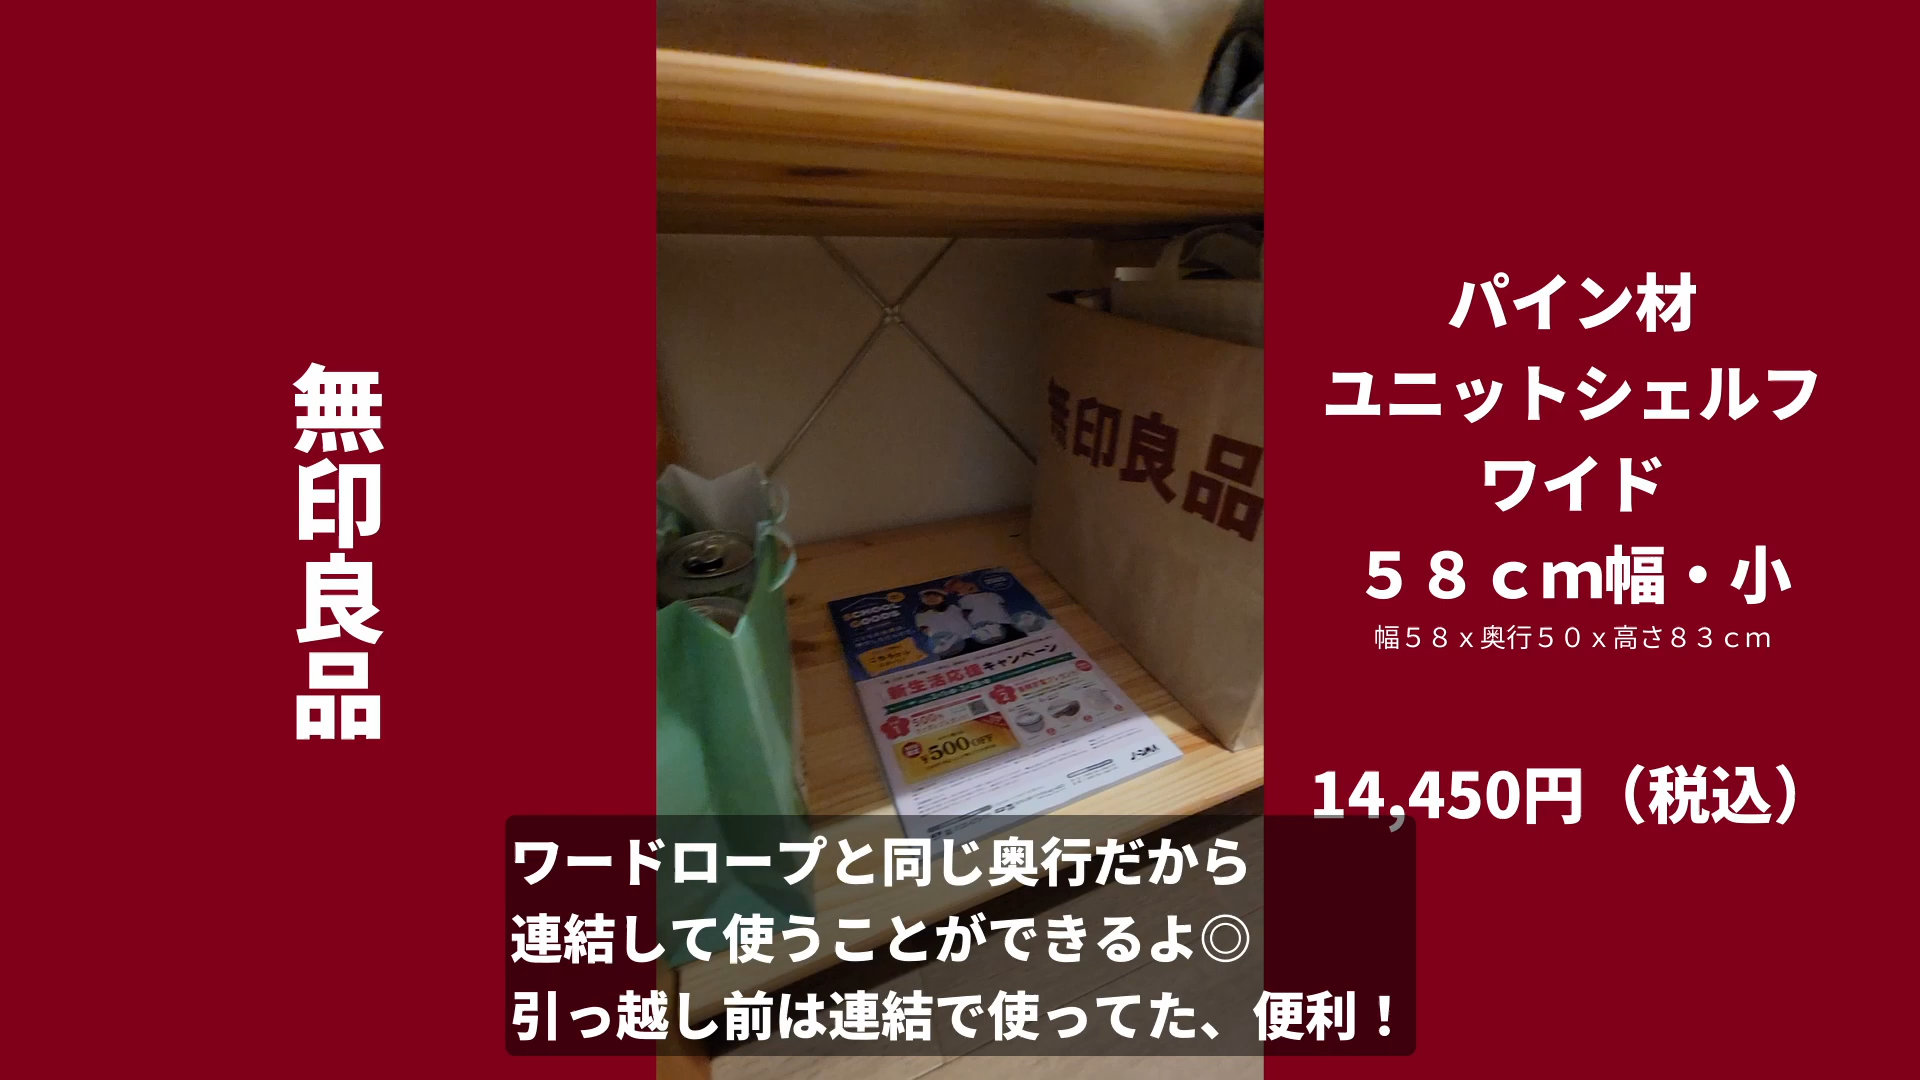 無印良品
パイン材
ユニットシェルフ
ワイド
５８ｃｍ幅・小
幅５８ｘ奥行５０ｘ高さ８３ｃｍ
14,450円（税込）
無印良品
SCHOOL
GOODS
新生活応援キャンペーン
500
¥500OFF
ワードロープと同じ奥行だから
連結して使うことができるよ◎
引っ越し前は連結で使ってた、便利！